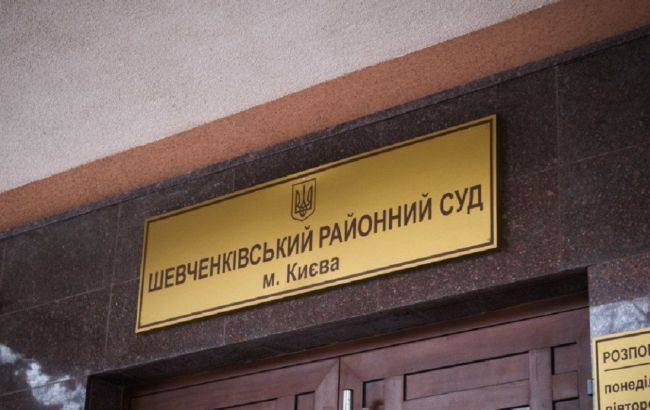 ШЕВЧЕНКІВСЬКИЙ РАЙОННИЙ СУД
м. Києва